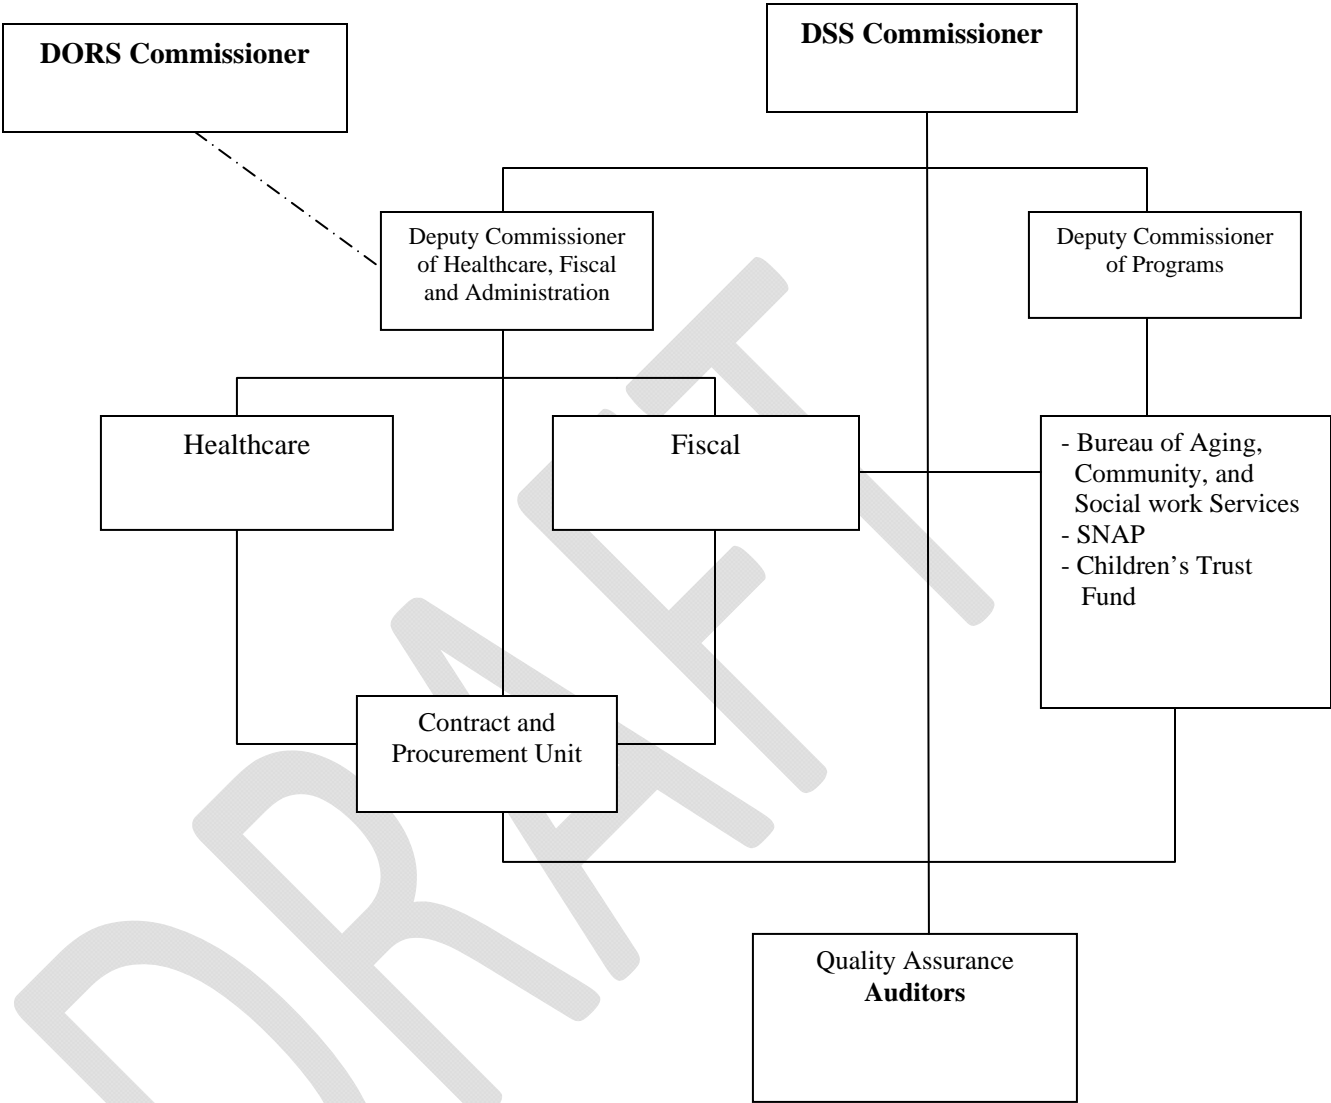 DORS Commissioner
DSS Commissioner
Deputy Commissioner
of Healthcare, Fiscal
and Administration
Deputy Commissioner
of Programs
Healthcare
Fiscal
- Bureau of Aging,
Community, and
Social work Services
- SNAP
- Children’s Trust
Fund
Contract and
Procurement Unit
Quality Assurance
Auditors
DRAFT